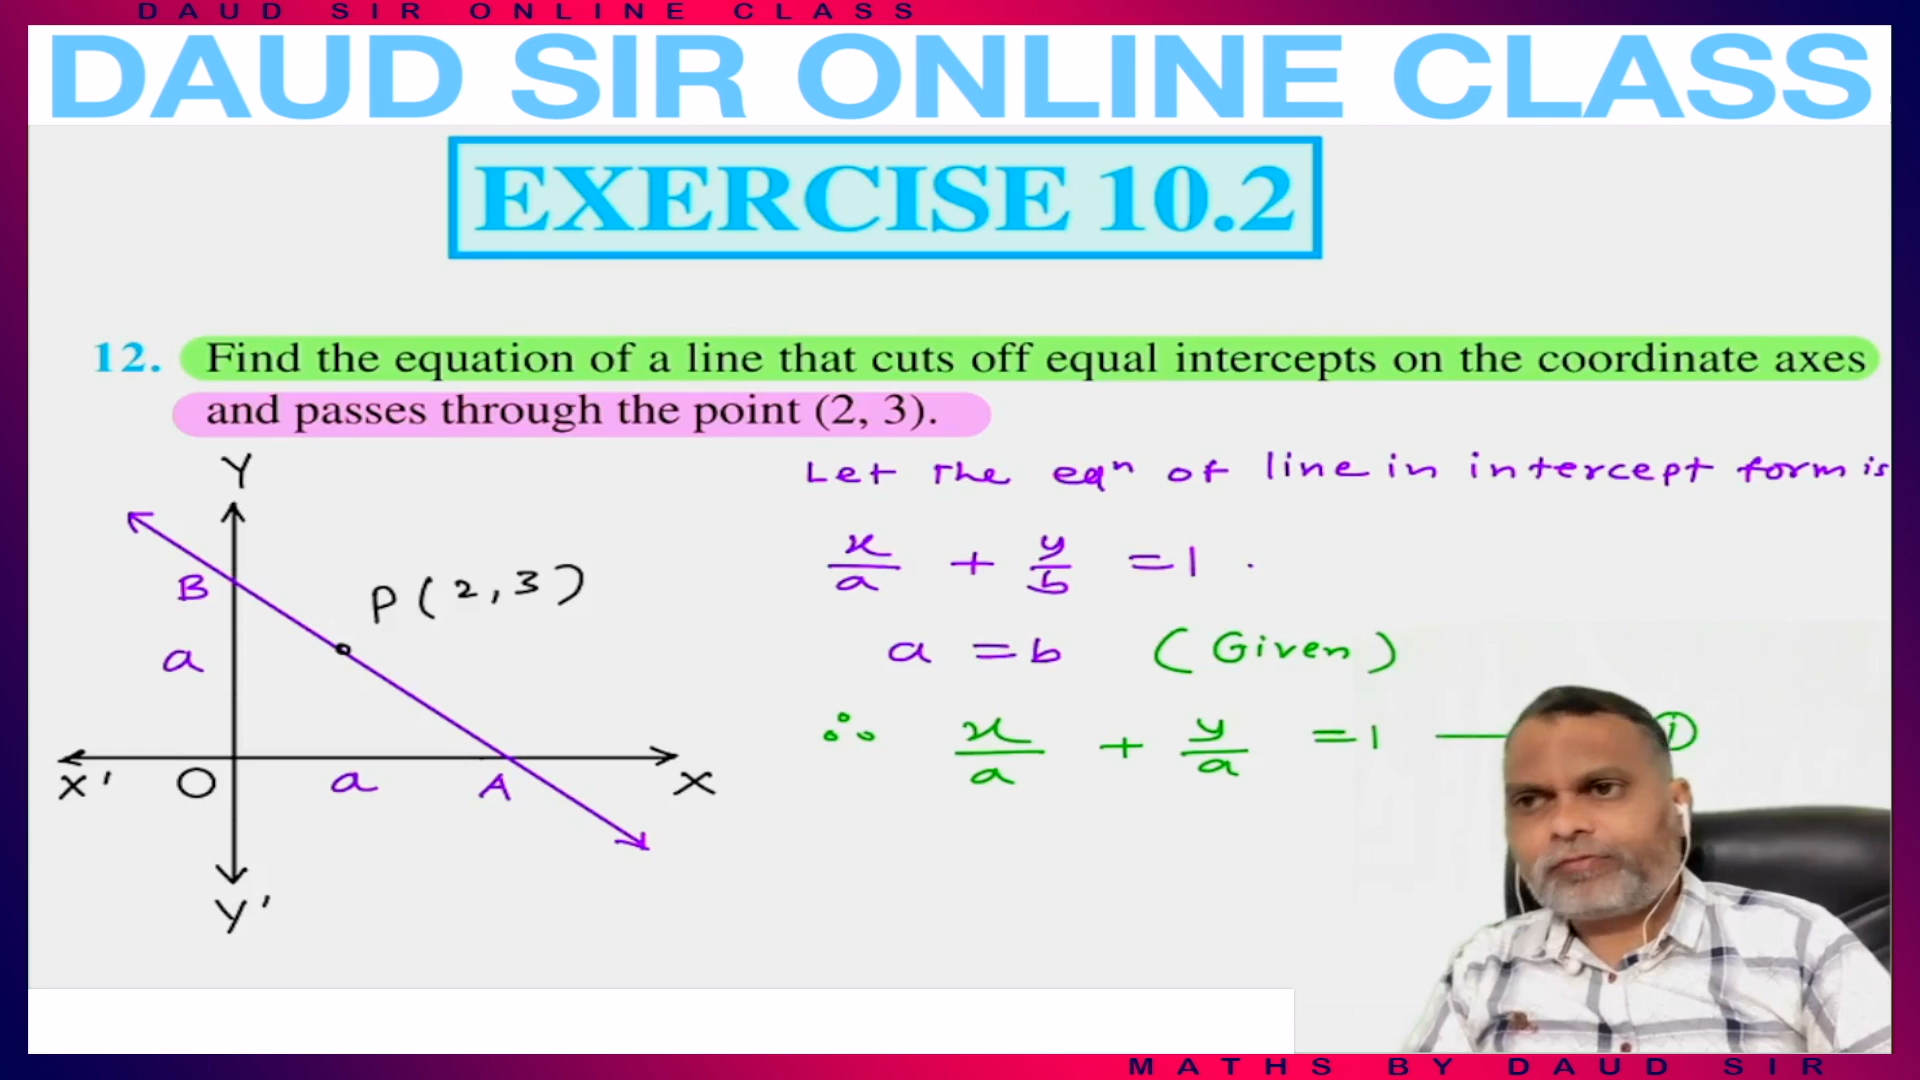 DAUD SIR ONLINE CLASS
DAUD SIR ONLINE CLASS
EXERCISE 10.2
12. Find the equation of a line that cuts off equal intercepts on the coordinate axes
and passes through the point (2, 3).
Let The eqⁿ of line in intercept form is
x/a + y/b = 1 .
a = b (Given)
∴ x/a + y/a = 1 — ①
Y
B
P(2,3)
a
X' O a A X
Y'
MATHS BY DAUD SIR